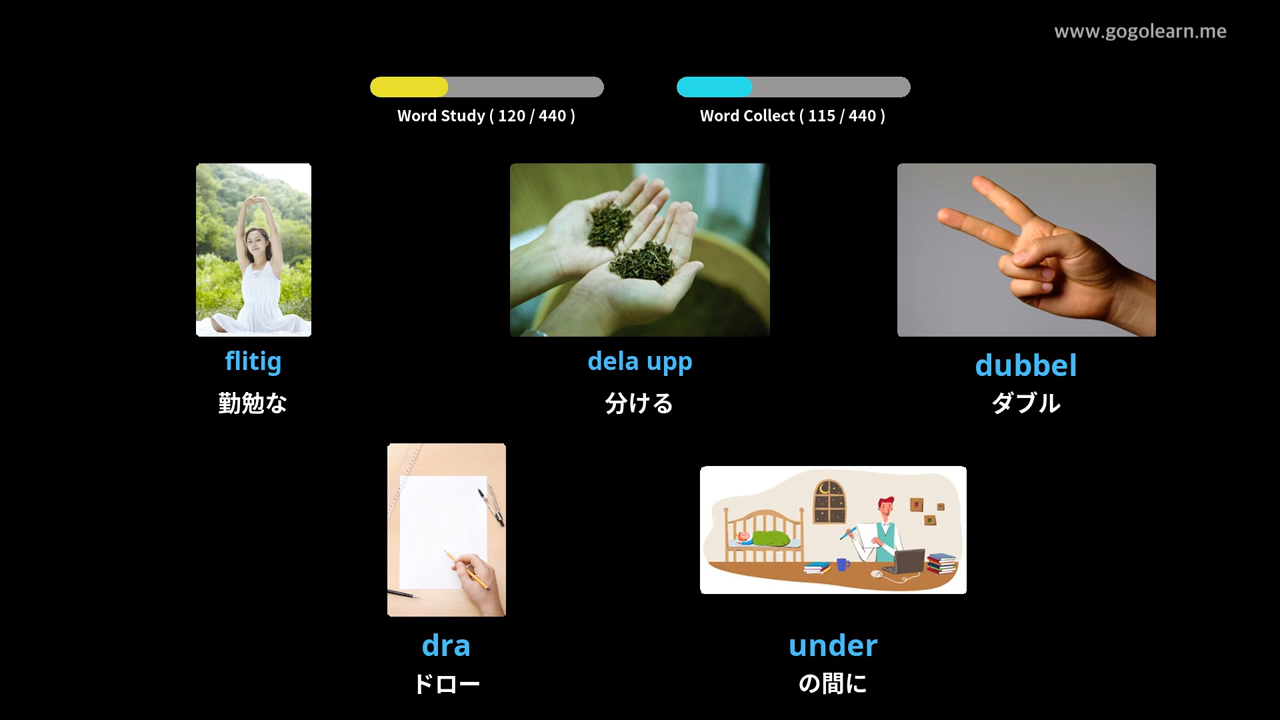 www.gogolearn.me
Word Study ( 120 / 440 )
Word Collect ( 115 / 440 )
flitig
勤勉な
dela upp
分ける
dubbel
ダブル
dra
ドロー
under
の間に